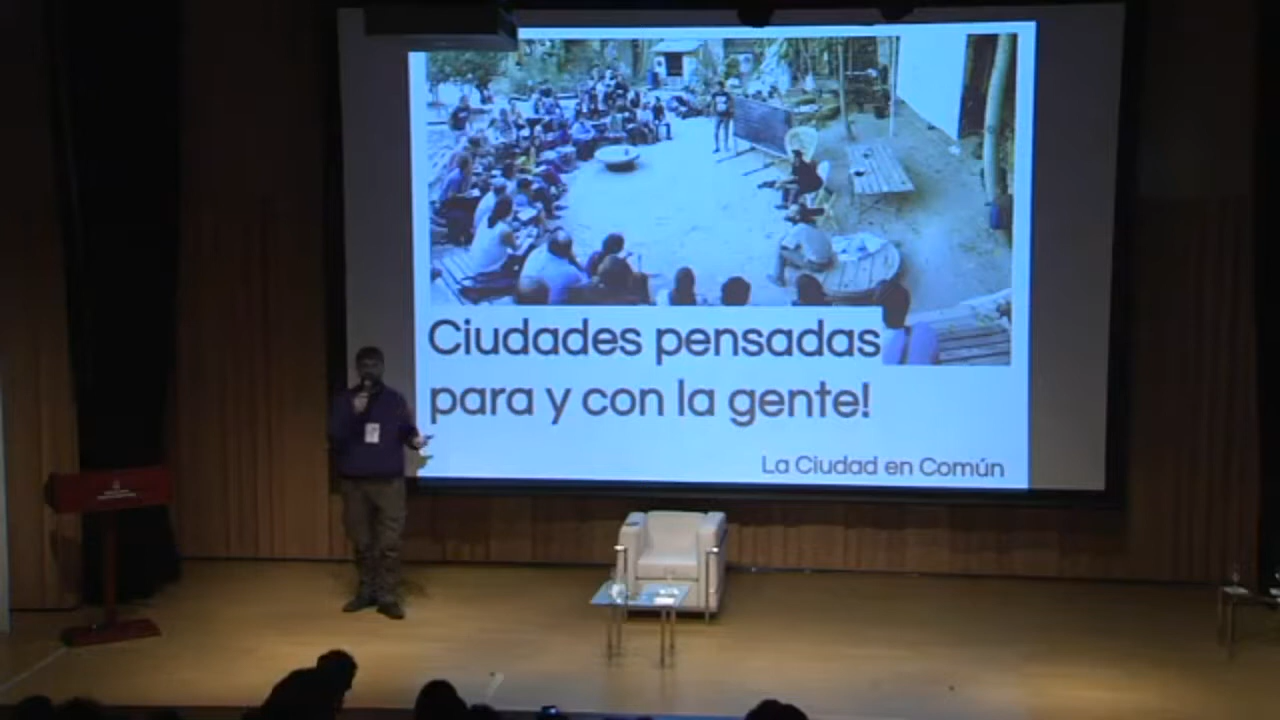 Ciudades pensadas
para y con la gente!
La Ciudad en Común